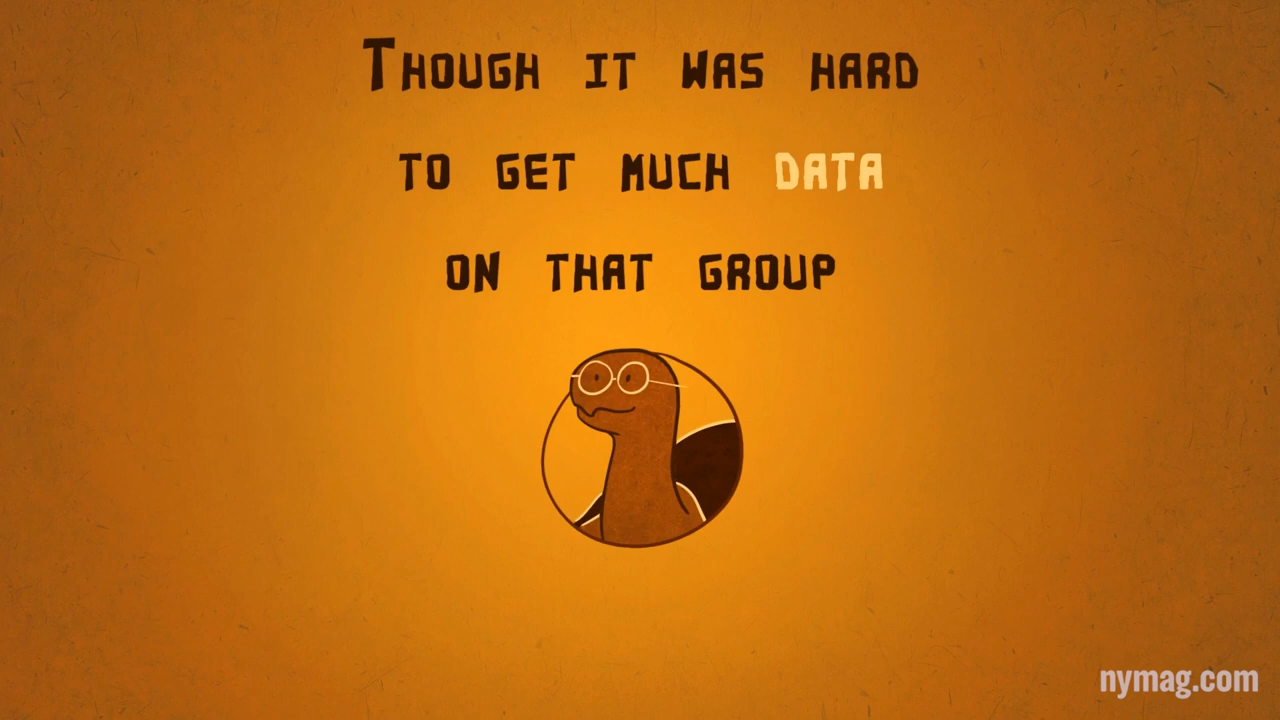 THOUGH IT WAS HARD
TO GET MUCH DATA
ON THAT GROUP
nymag.com